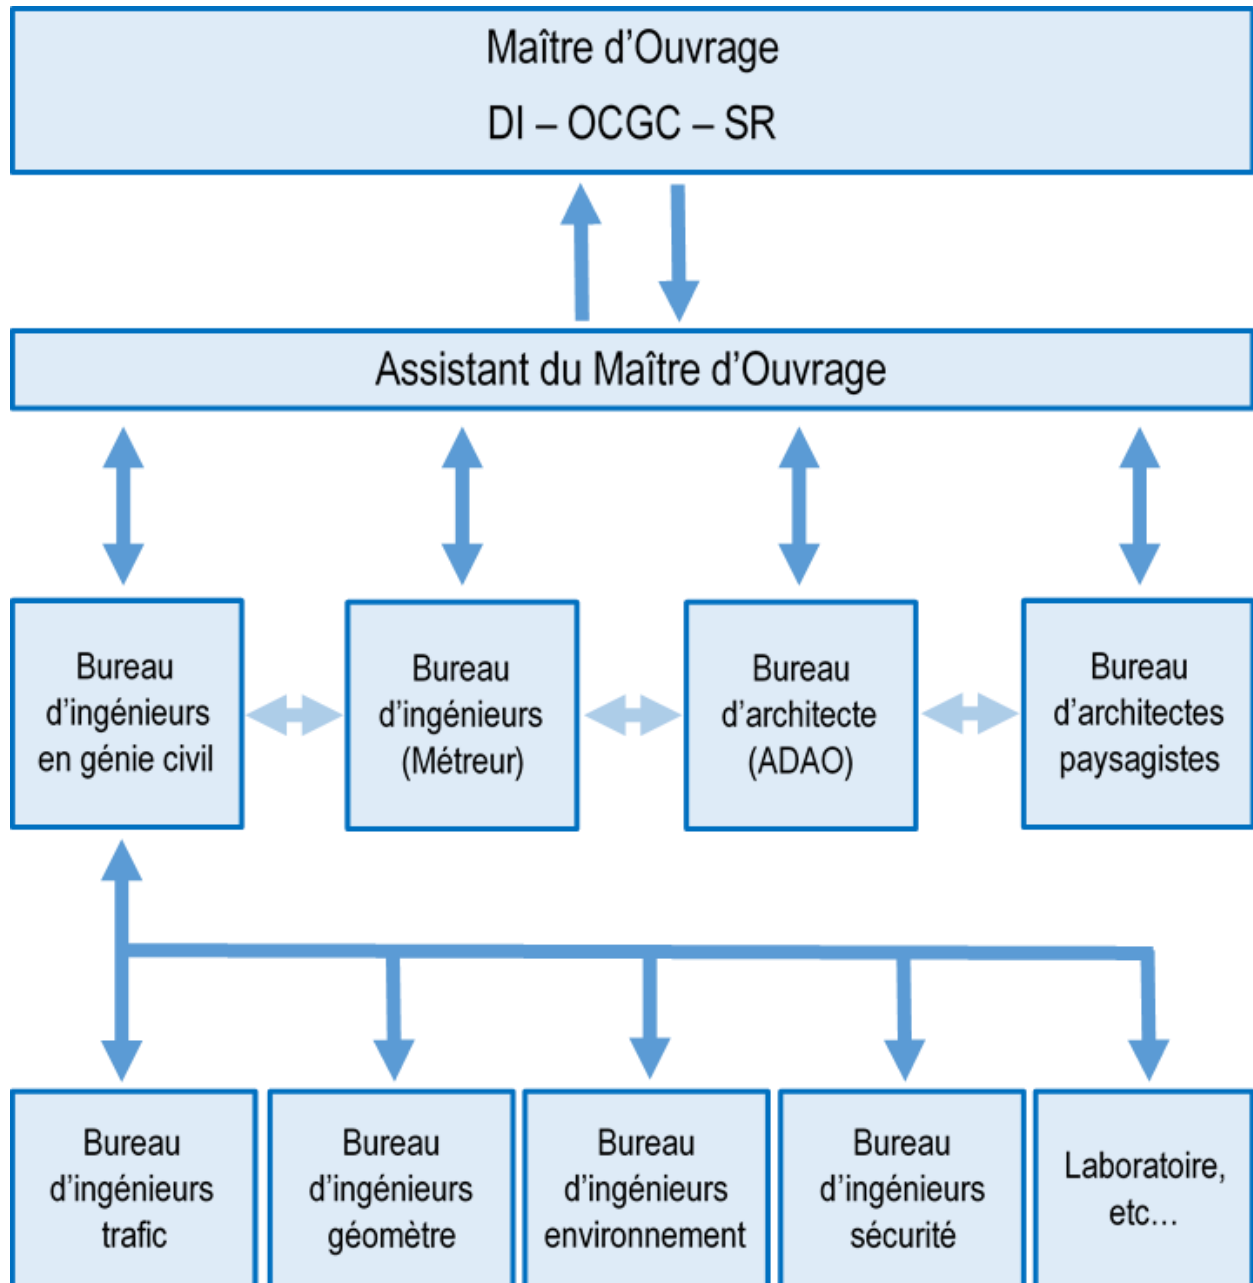 Maître d’Ouvrage
DI – OCGC – SR
Assistant du Maître d’Ouvrage
Bureau
d’ingénieurs
en génie civil
Bureau
d’ingénieurs
(Métreur)
Bureau
d’architecte
(ADAO)
Bureau
d’architectes
paysagistes
Bureau
d’ingénieurs
trafic
Bureau
d’ingénieurs
géomètre
Bureau
d’ingénieurs
environnement
Bureau
d’ingénieurs
sécurité
Laboratoire,
etc…